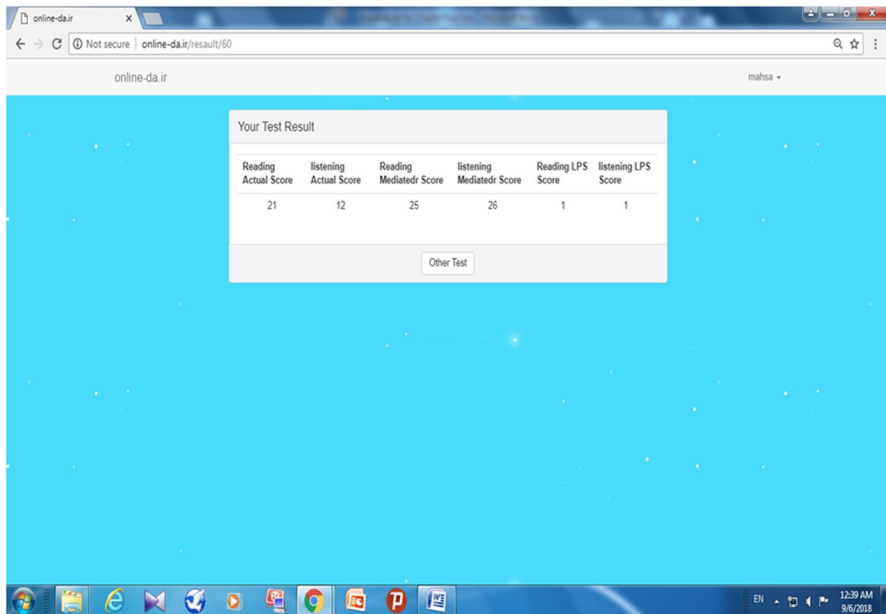 online-da.ir
Not secure | online-da.ir/resault/60
online-da.ir
mahsa
Your Test Result
Reading Actual Score
listening Actual Score
Reading Mediatedr Score
listening Mediatedr Score
Reading LPS Score
listening LPS Score
21 12 25 26 1 1
Other Test
EN
12:39 AM
9/6/2018